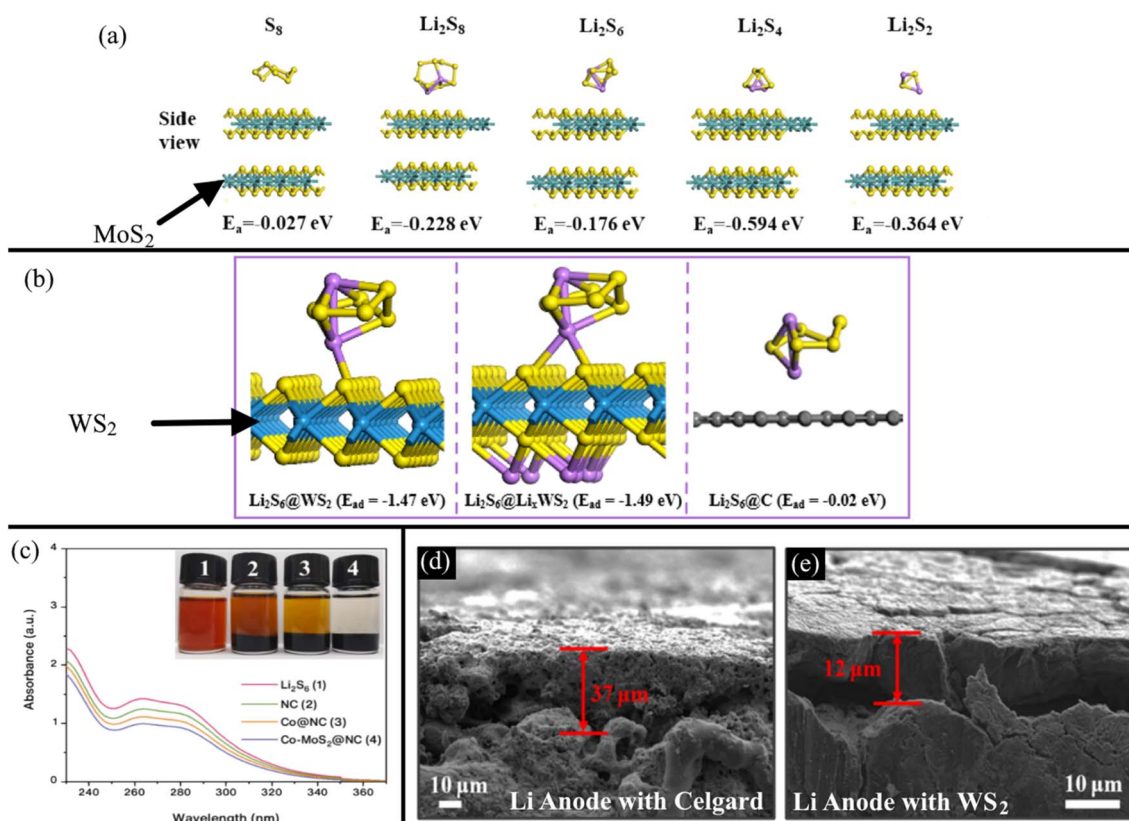 (a)
S₈ Li₂S₈ Li₂S₆ Li₂S₄ Li₂S₂
Side
view
Eₐ=-0.027 eV Eₐ=-0.228 eV Eₐ=-0.176 eV Eₐ=-0.594 eV Eₐ=-0.364 eV
MoS₂
(b)
WS₂
Li₂S₆@WS₂ (E_ad = -1.47 eV) Li₂S₆@LiₓWS₂ (E_ad = -1.49 eV) Li₂S₆@C (E_ad = -0.02 eV)
(c)
4
3
2
1
0
Absorbance (a.u.)
1 2 3 4
Li₂S₆ (1)
NC (2)
Co@NC (3)
Co-MoS₂@NC (4)
240 260 280 300 320 340 360
Wavelength (nm)
(d)
37 μm
10 μm
Li Anode with Celgard
(e)
12 μm
Li Anode with WS₂
10 μm